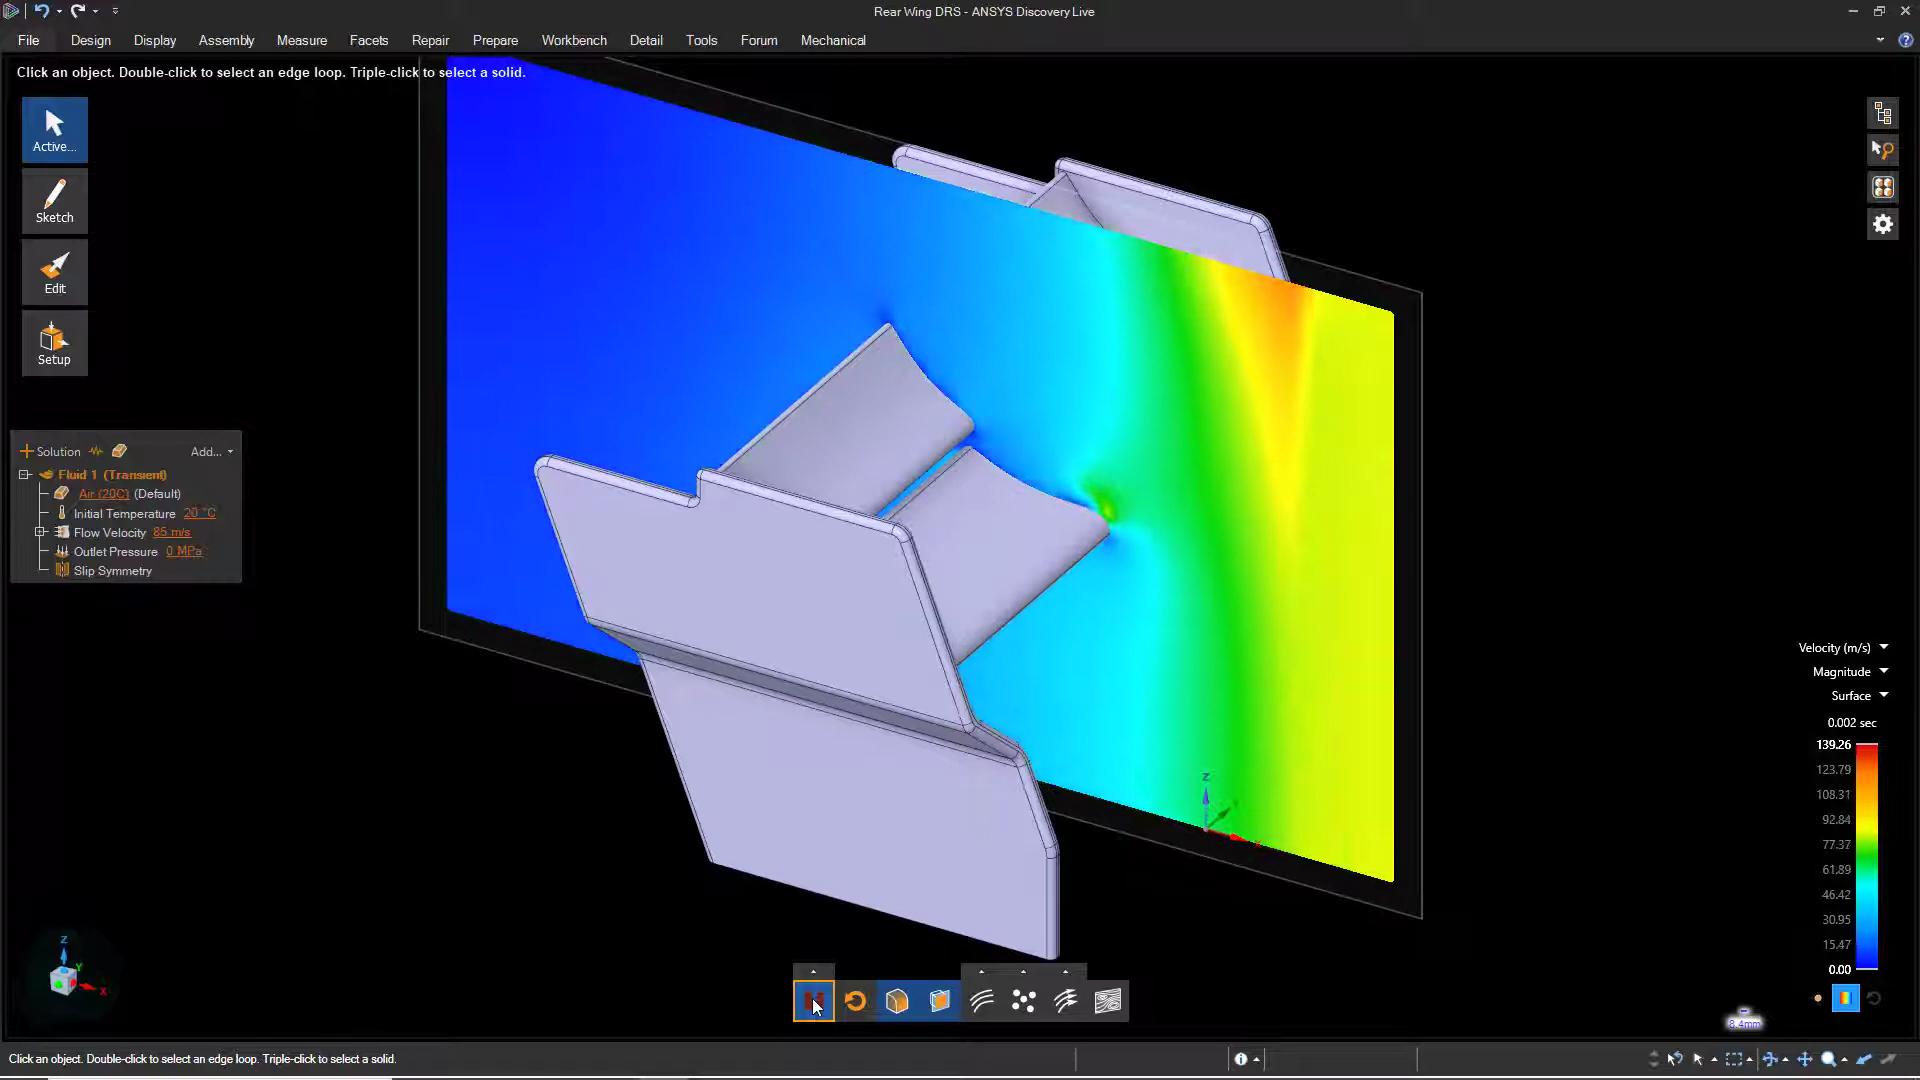 Rear Wing DRS - ANSYS Discovery Live
File Design Display Assembly Measure Facets Repair Prepare Workbench Detail Tools Forum Mechanical
Click an object. Double-click to select an edge loop. Triple-click to select a solid.
Active...
Sketch
Edit
Setup
Solution Add...
Fluid 1 (Transient)
Air (20C) (Default)
Initial Temperature 20 °C
Flow Velocity 85 m/s
Outlet Pressure 0 MPa
Slip Symmetry
Velocity (m/s)
Magnitude
Surface
0.002 sec
139.26
123.79
108.31
92.84
77.37
61.89
46.42
30.95
15.47
0.00
Z
Z
Y
X
8.4mm
Click an object. Double-click to select an edge loop. Triple-click to select a solid.